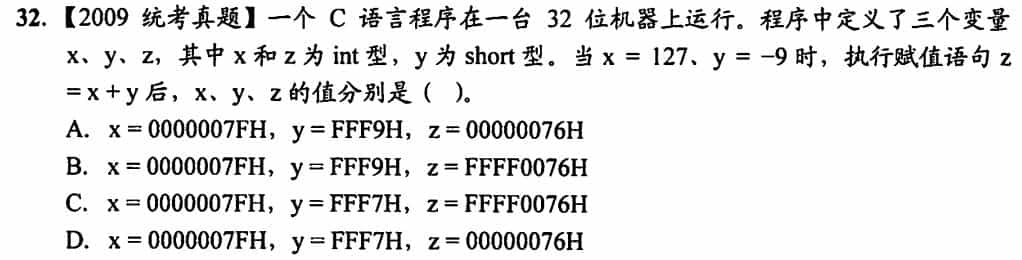 32.【2009 统考真题】一个 C 语言程序在一台 32 位机器上运行。程序中定义了三个变量
x、y、z，其中 x 和 z 为 int 型，y 为 short 型。当 x = 127、y = −9 时，执行赋值语句 z
= x + y 后，x、y、z 的值分别是（ ）。
A. x = 0000007FH，y = FFF9H，z = 00000076H
B. x = 0000007FH，y = FFF9H，z = FFFF0076H
C. x = 0000007FH，y = FFF7H，z = FFFF0076H
D. x = 0000007FH，y = FFF7H，z = 00000076H